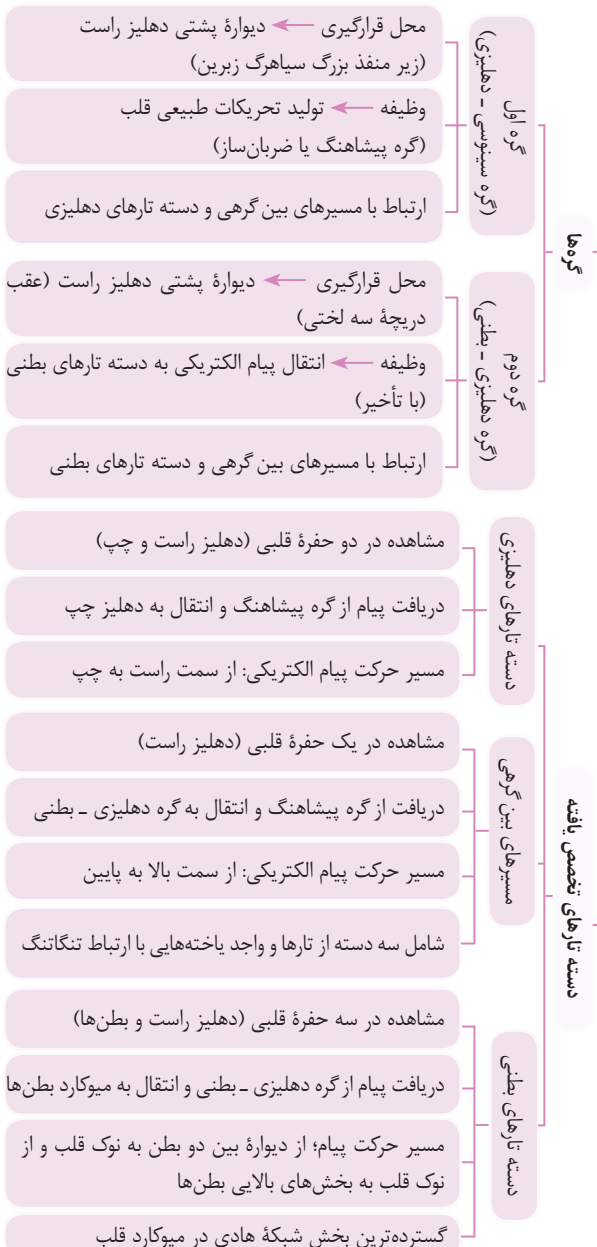 گره‌ها
گره اول
(گره سینوسی ـ دهلیزی)
محل قرارگیری ← دیوارهٔ پشتی دهلیز راست
(زیر منفذ بزرگ سیاهرگ زبرین)
وظیفه ← تولید تحریکات طبیعی قلب
(گره پیشاهنگ یا ضربان‌ساز)
ارتباط با مسیرهای بین گرهی و دسته تارهای دهلیزی
گره دوم
(گره دهلیزی ـ بطنی)
محل قرارگیری ← دیوارهٔ پشتی دهلیز راست (عقب
دریچهٔ سه لختی)
وظیفه ← انتقال پیام الکتریکی به دسته تارهای بطنی
(با تأخیر)
ارتباط با مسیرهای بین گرهی و دسته تارهای بطنی
دسته تارهای تخصص یافته
دسته تارهای دهلیزی
مشاهده در دو حفرهٔ قلبی (دهلیز راست و چپ)
دریافت پیام از گره پیشاهنگ و انتقال به دهلیز چپ
مسیر حرکت پیام الکتریکی: از سمت راست به چپ
مسیرهای بین گرهی
مشاهده در یک حفرهٔ قلبی (دهلیز راست)
دریافت از گره پیشاهنگ و انتقال به گره دهلیزی ـ بطنی
مسیر حرکت پیام الکتریکی: از سمت بالا به پایین
شامل سه دسته از تارها و واجد یاخته‌هایی با ارتباط تنگاتنگ
دسته تارهای بطنی
مشاهده در سه حفرهٔ قلبی (دهلیز راست و بطن‌ها)
دریافت پیام از گره دهلیزی ـ بطنی و انتقال به میوکارد بطن‌ها
مسیر حرکت پیام؛ از دیوارهٔ بین دو بطن به نوک قلب و از
نوک قلب به بخش‌های بالایی بطن‌ها
گسترده‌ترین بخش شبکهٔ هادی در میوکارد قلب